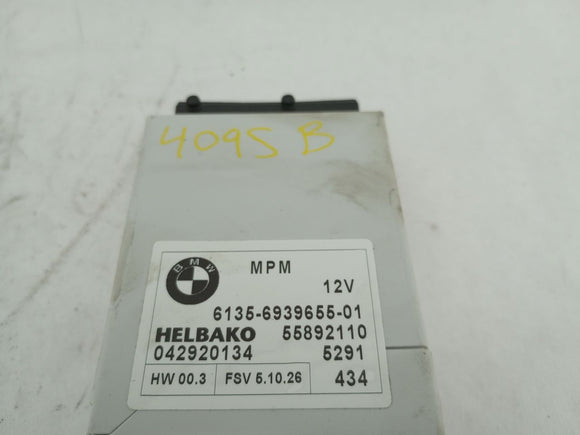 4095 B
BMW
MPM
12V
6135-6939655-01
HELBAKO 55892110
042920134 5291
HW 00.3 FSV 5.10.26 434